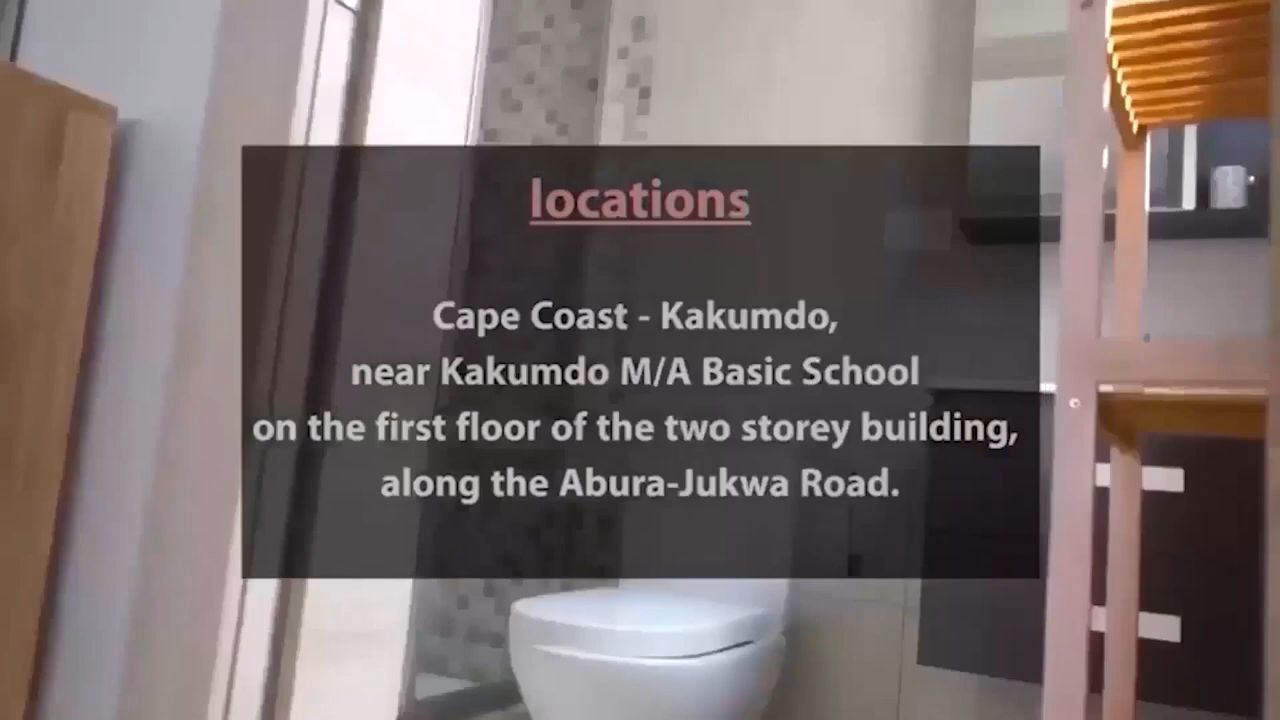 locations
Cape Coast - Kakumdo,
near Kakumdo M/A Basic School
on the first floor of the two storey building,
along the Abura-Jukwa Road.